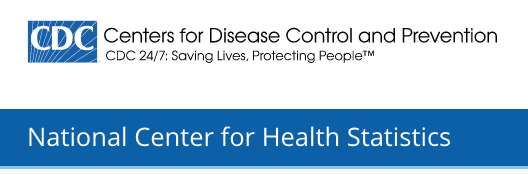 CDC Centers for Disease Control and Prevention
CDC 24/7: Saving Lives, Protecting People™
National Center for Health Statistics